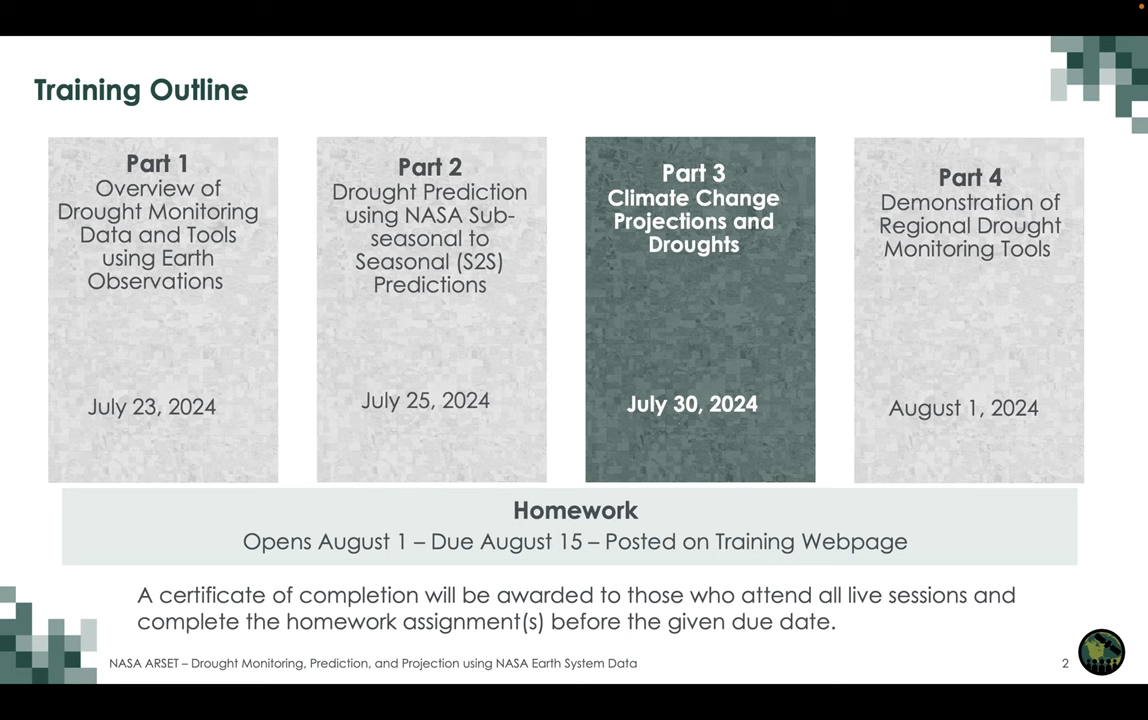 Training Outline
Part 1
Overview of
Drought Monitoring
Data and Tools
using Earth
Observations
July 23, 2024
Part 2
Drought Prediction
using NASA Sub-
seasonal to
Seasonal (S2S)
Predictions
July 25, 2024
Part 3
Climate Change
Projections and
Droughts
July 30, 2024
Part 4
Demonstration of
Regional Drought
Monitoring Tools
August 1, 2024
Homework
Opens August 1 – Due August 15 – Posted on Training Webpage
A certificate of completion will be awarded to those who attend all live sessions and
complete the homework assignment(s) before the given due date.
NASA ARSET – Drought Monitoring, Prediction, and Projection using NASA Earth System Data
2